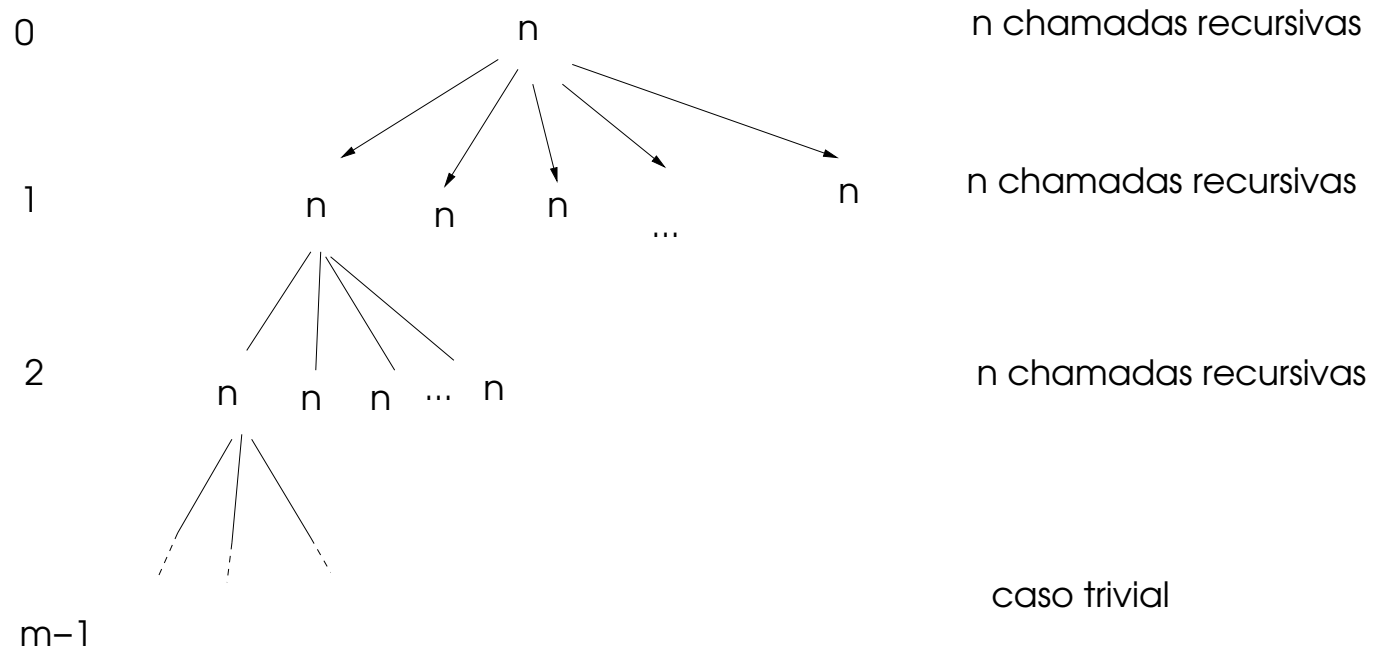 0 n n chamadas recursivas
1 n n n ... n n chamadas recursivas
2 n n n ... n n chamadas recursivas
caso trivial
m–1